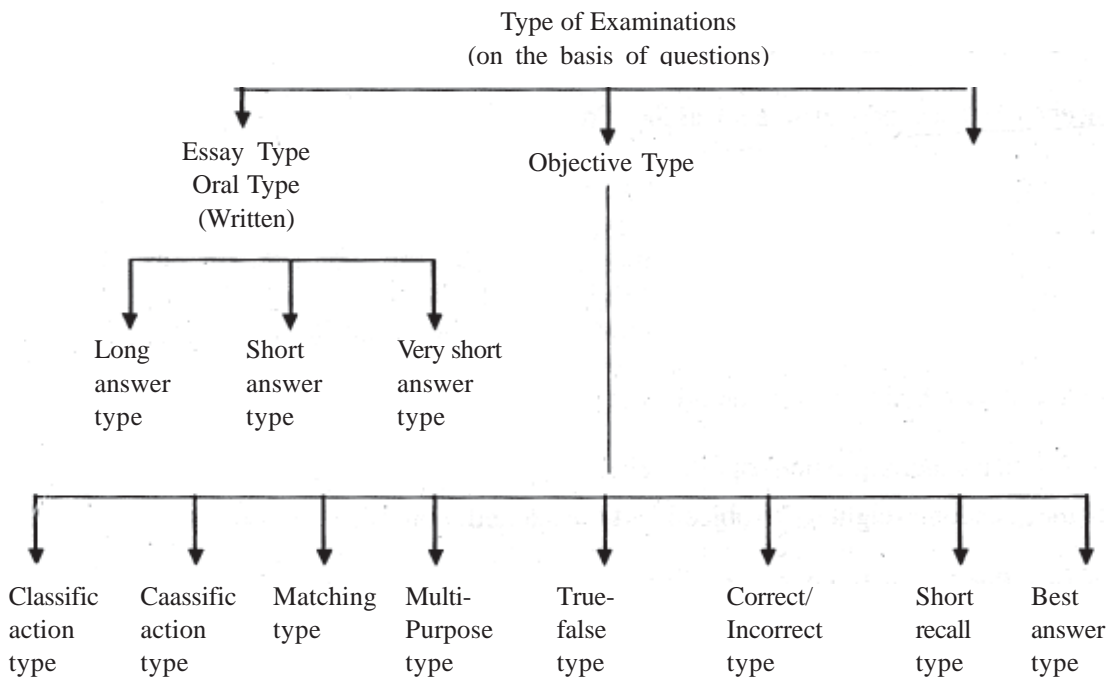 Type of Examinations
(on the basis of questions)
Essay Type
Oral Type
(Written)
Objective Type
Long
answer
type
Short
answer
type
Very short
answer
type
Classific
action
type
Caassific
action
type
Matching
type
Multi-
Purpose
type
True-
false
type
Correct/
Incorrect
type
Short
recall
type
Best
answer
type